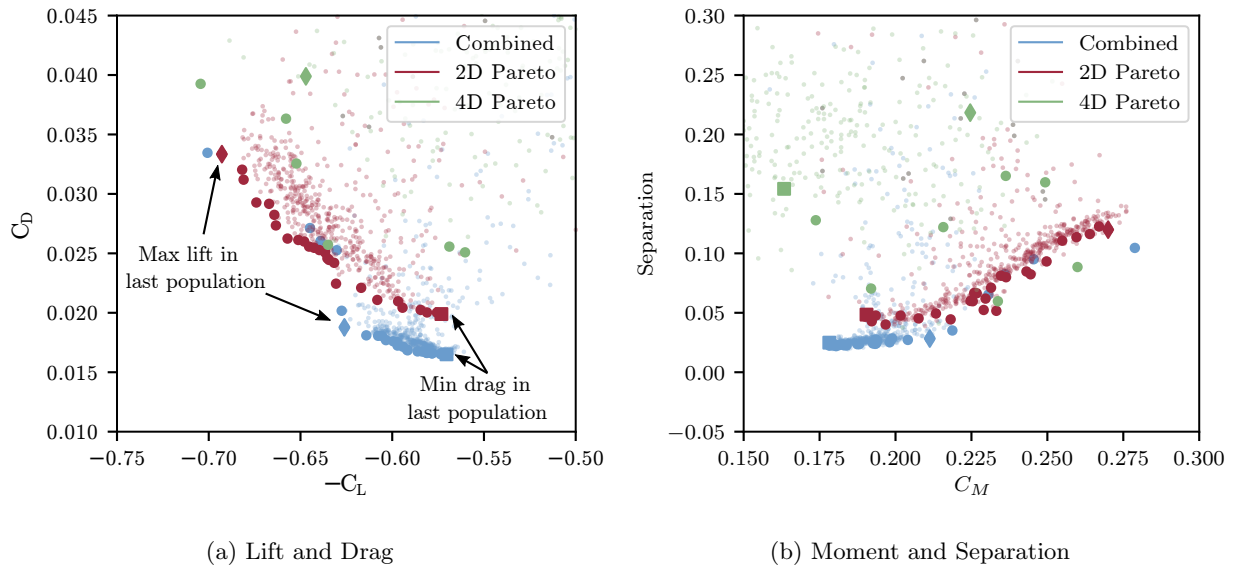 0.045
0.040
0.035
0.030
0.025
0.020
0.015
0.010
C_D
−0.75
−0.70
−0.65
−0.60
−0.55
−0.50
−C_L
Combined
2D Pareto
4D Pareto
Max lift in
last population
Min drag in
last population
(a) Lift and Drag
0.30
0.25
0.20
0.15
0.10
0.05
0.00
−0.05
Separation
0.150
0.175
0.200
0.225
0.250
0.275
0.300
C_M
Combined
2D Pareto
4D Pareto
(b) Moment and Separation